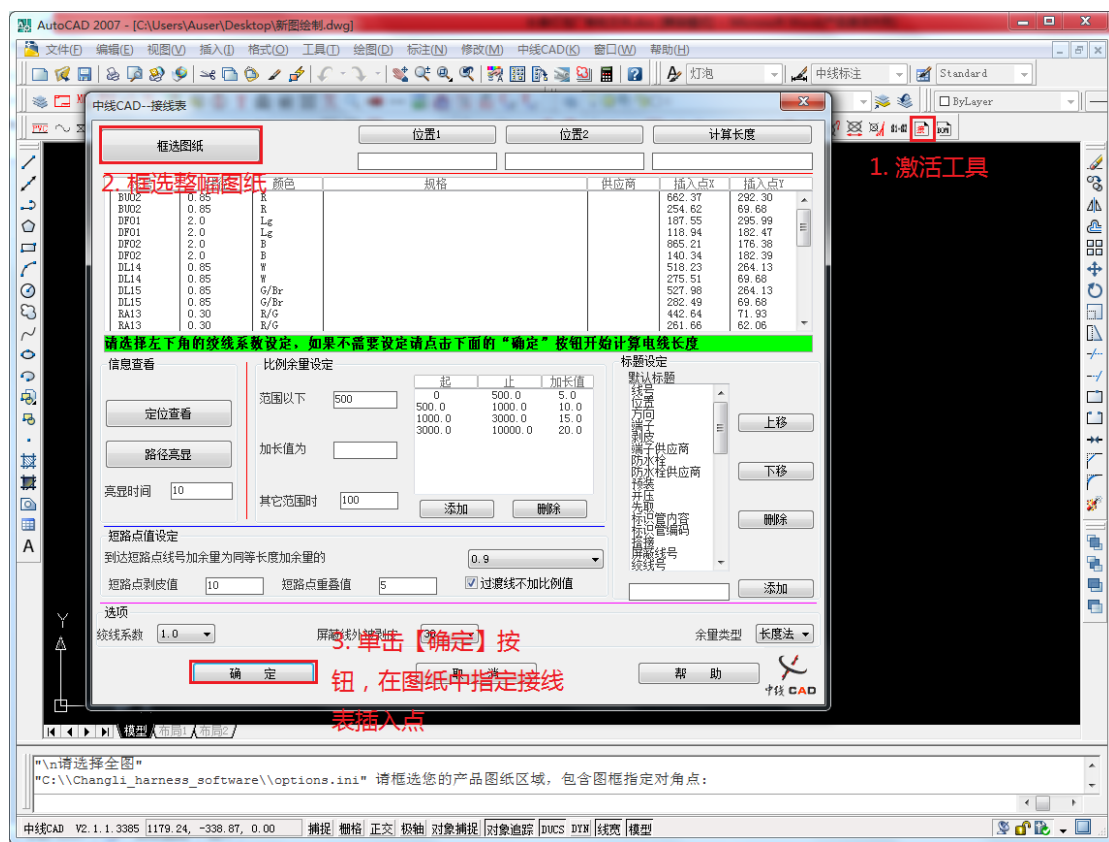 AutoCAD 2007 - [C:\Users\Auser\Desktop\新图绘制.dwg]
文件(F) 编辑(E) 视图(V) 插入(I) 格式(O) 工具(T) 绘图(D) 标注(N) 修改(M) 中线CAD(K) 窗口(W) 帮助(H)
灯泡 中线标注 Standard
中线CAD--接线表
ByLayer
1. 激活工具
框选图纸 位置1 位置2 计算长度
2. 框选整幅图纸
颜色 规格 供应商 插入点X 插入点Y
BU02 0.85 R 662.37 292.30
BU02 0.85 R 254.62 69.68
DF01 2.0 Lg 187.55 295.99
DF01 2.0 Lg 118.94 182.47
DF02 2.0 B 865.21 176.38
DF02 2.0 B 140.34 182.39
DL14 0.85 W 518.23 264.13
DL14 0.85 W 275.51 69.68
DL15 0.85 G/Br 527.98 264.13
DL15 0.85 G/Br 282.49 69.68
RA13 0.30 R/G 442.64 71.93
RA13 0.30 R/G 261.66 62.06
请选择左下角的绞线系数设定，如果不需要设定请点击下面的“确定”按钮开始计算电线长度
信息查看
定位查看
路径亮显
亮显时间 10
比例余量设定
范围以下 500
加长值为
其它范围时 100
起 止 加长值
0 500.0 5.0
500.0 1000.0 10.0
1000.0 3000.0 15.0
3000.0 10000.0 20.0
添加 删除
标题设定
默认标题
线号
位置
方向
端子
剥皮
端子供应商
防水栓
防水栓供应商
预装
开压
先取
标识管内容
标识管编码
搭接
屏蔽线号
绞线号
上移
下移
删除
添加
短路点值设定
到达短路点线号加余量为同等长度加余量的 0.9
短路点剥皮值 10 短路点重叠值 5 过渡线不加比例值
选项
绞线系数 1.0 余量类型 长度法
3. 单击【确定】按
钮，在图纸中指定接线
表插入点
确 定 取 消 帮 助
中线 CAD
Y
模型 布局1 布局2
"\n请选择全图"
"C:\\Changli_harness_software\\options.ini" 请框选您的产品图纸区域，包含图框指定对角点:
中线CAD V2.1.1.3385 1179.24, -338.87, 0.00 捕捉 栅格 正交 极轴 对象捕捉 对象追踪 DUCS DYN 线宽 模型